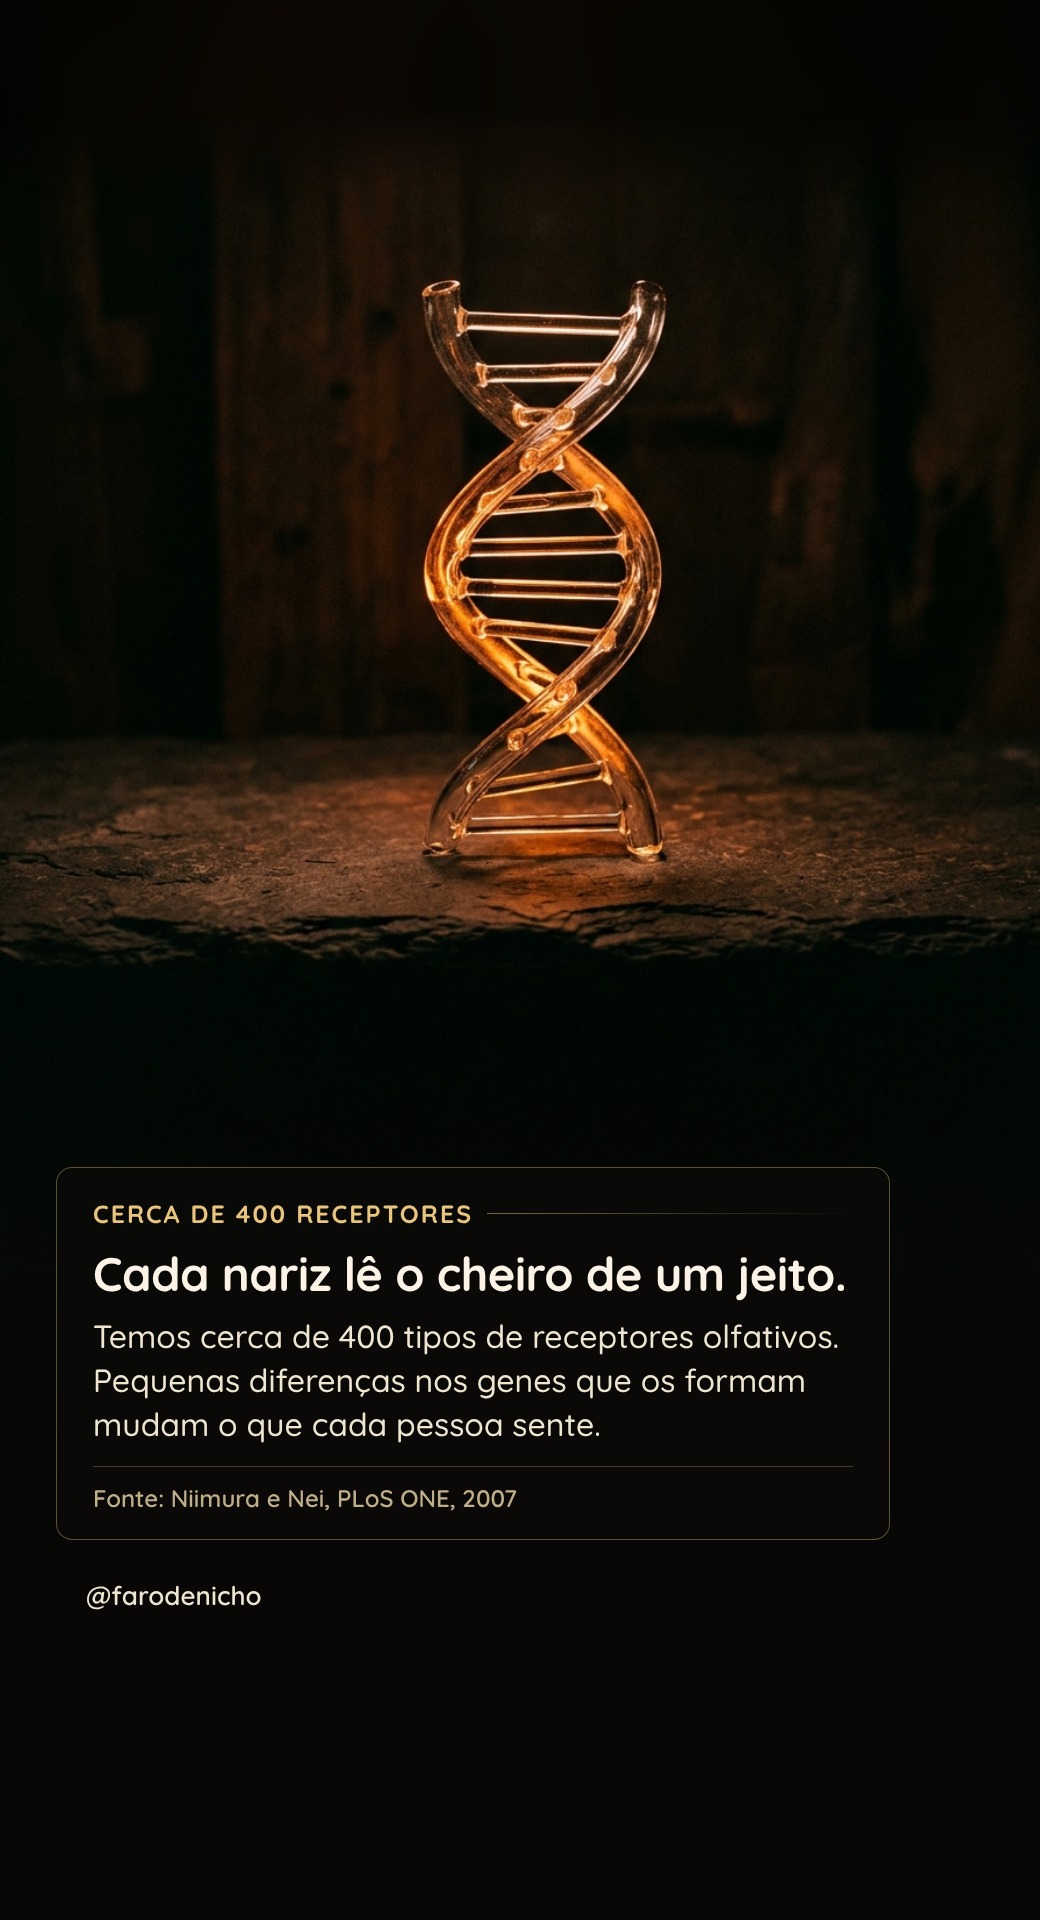 CERCA DE 400 RECEPTORES
Cada nariz lê o cheiro de um jeito.
Temos cerca de 400 tipos de receptores olfativos.
Pequenas diferenças nos genes que os formam
mudam o que cada pessoa sente.
Fonte: Niimura e Nei, PLoS ONE, 2007
@farodenicho